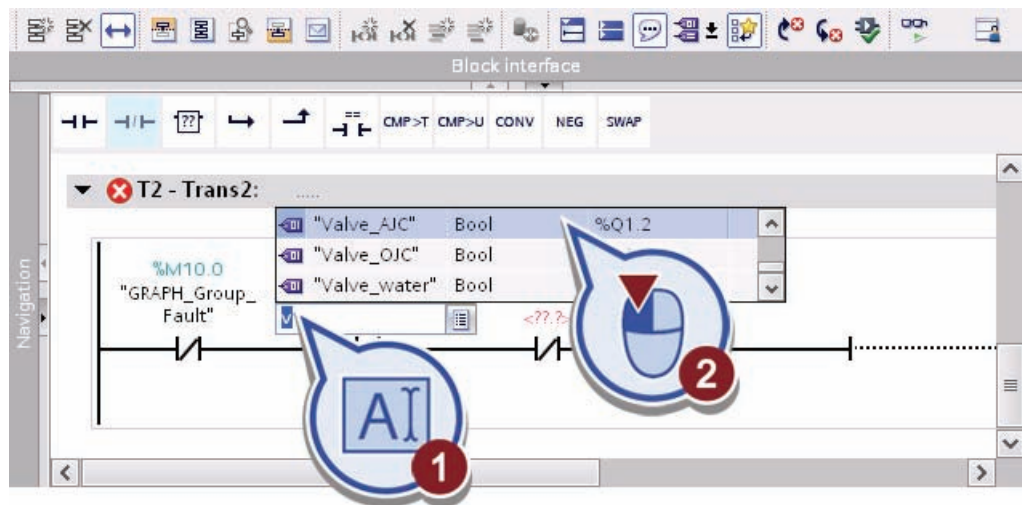 Block interface
?? == CMP>T CMP>U CONV NEG SWAP
T2 - Trans2: .....
"Valve_AJC" Bool %Q1.2
"Valve_OJC" Bool
"Valve_water" Bool
%M10.0
"GRAPH_Group_
Fault"
v
<??.?>
Navigation
A
1
2